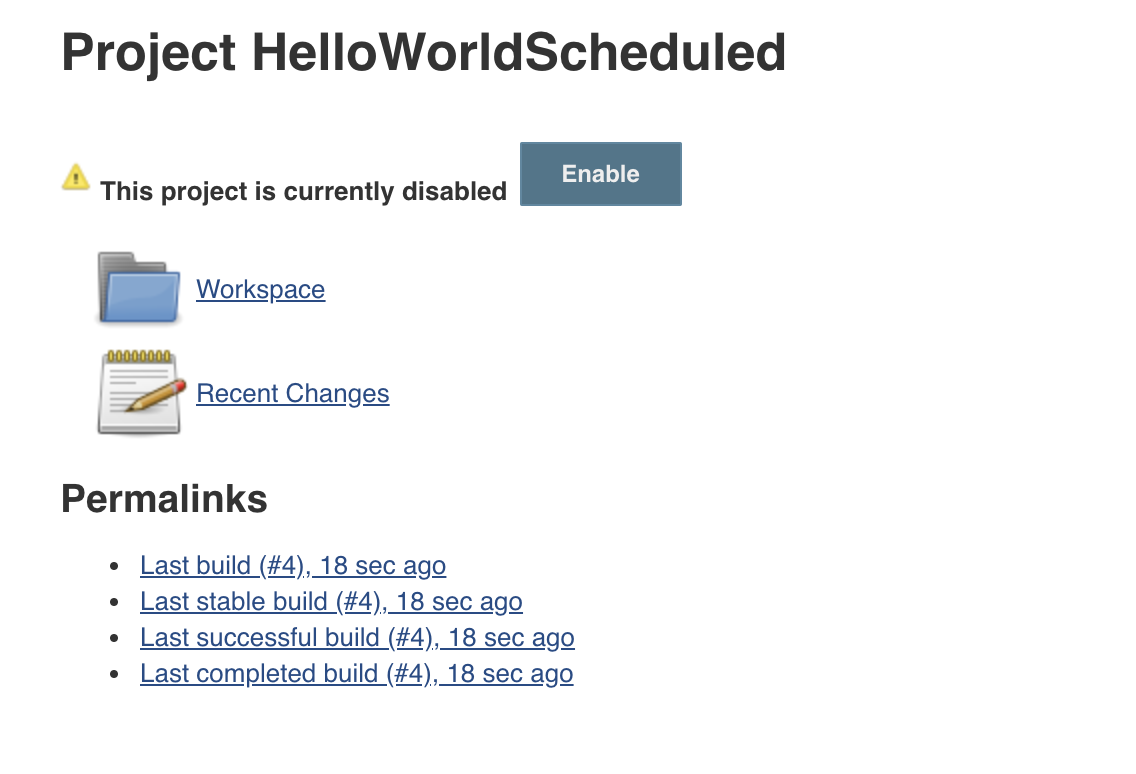 Project HelloWorldScheduled
This project is currently disabled Enable
Workspace
Recent Changes
Permalinks
Last build (#4), 18 sec ago
Last stable build (#4), 18 sec ago
Last successful build (#4), 18 sec ago
Last completed build (#4), 18 sec ago